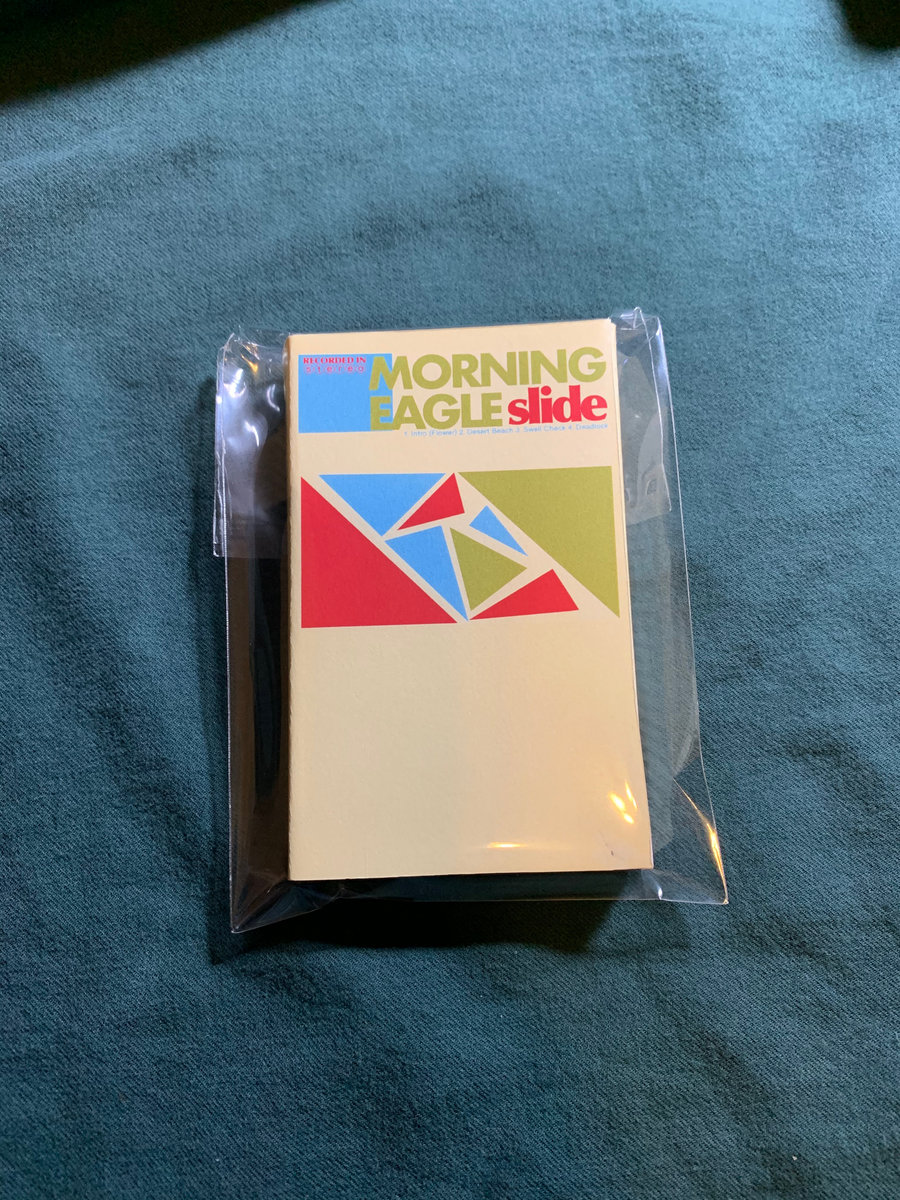 RECORDED IN
stereo
MORNING
EAGLE slide
1. Intro (Flower) 2. Desert Beach 3. Swell Check 4. Deadlock